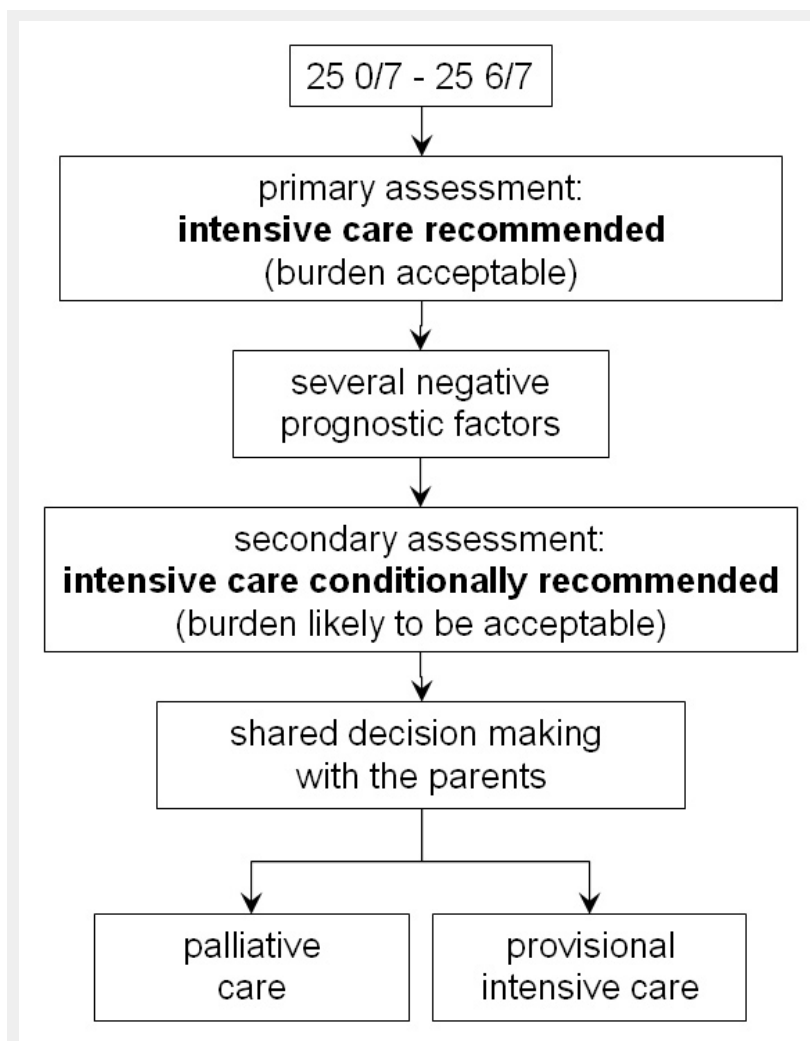 25 0/7 - 25 6/7
primary assessment:
intensive care recommended
(burden acceptable)
several negative
prognostic factors
secondary assessment:
intensive care conditionally recommended
(burden likely to be acceptable)
shared decision making
with the parents
palliative
care
provisional
intensive care